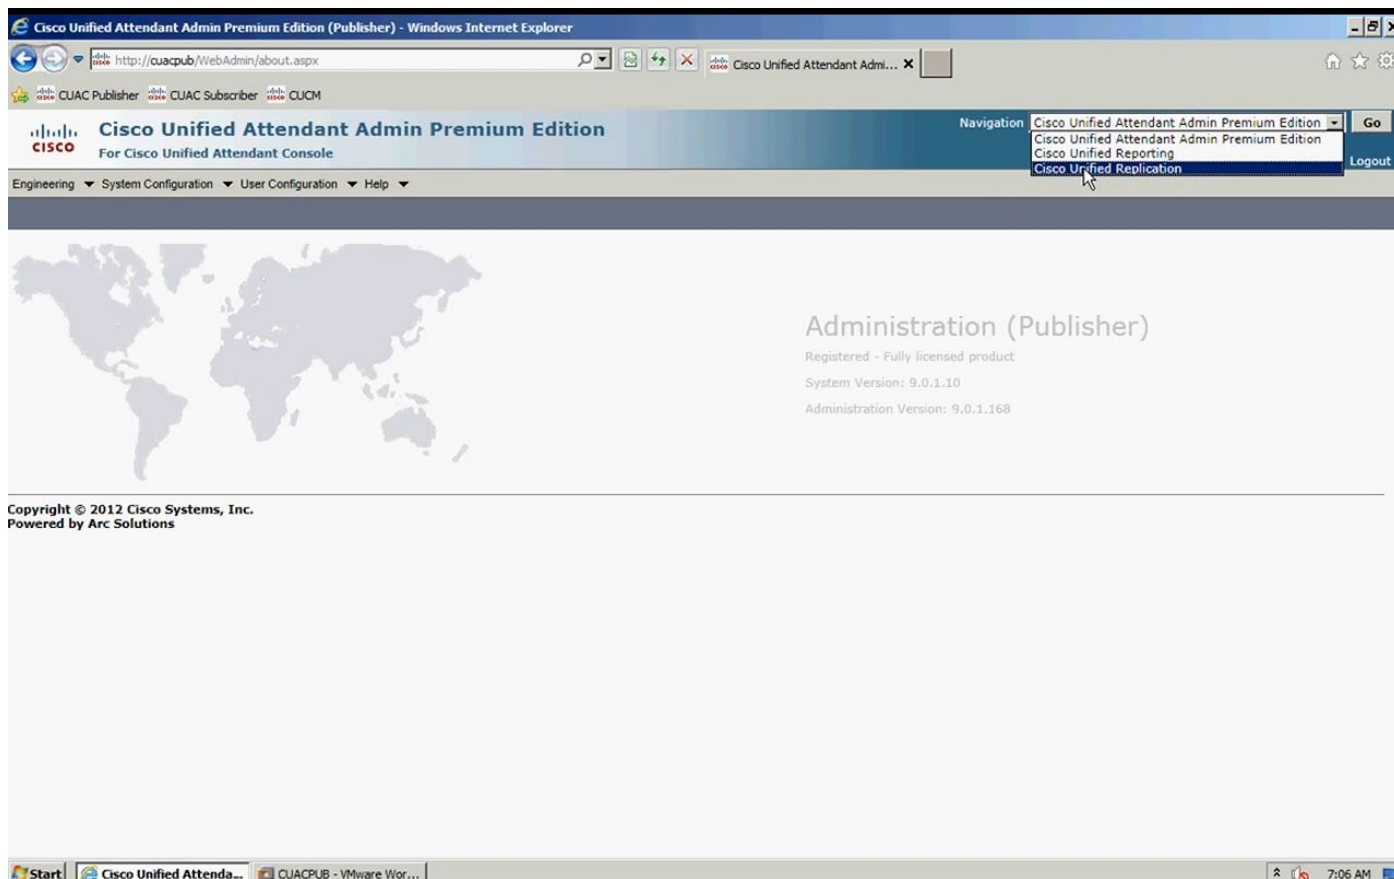 Cisco Unified Attendant Admin Premium Edition (Publisher) - Windows Internet Explorer
http://cuacpub/WebAdmin/about.aspx
Cisco Unified Attendant Admi...
CUAC Publisher CUAC Subscriber CUCM
CISCO
Cisco Unified Attendant Admin Premium Edition
For Cisco Unified Attendant Console
Navigation Cisco Unified Attendant Admin Premium Edition Go
Cisco Unified Attendant Admin Premium Edition
Cisco Unified Reporting
Cisco Unified Replication
Logout
Engineering System Configuration User Configuration Help
Administration (Publisher)
Registered - Fully licensed product
System Version: 9.0.1.10
Administration Version: 9.0.1.168
Copyright © 2012 Cisco Systems, Inc.
Powered by Arc Solutions
Start Cisco Unified Attenda... CUACPUB - VMware Wor... 7:06 AM